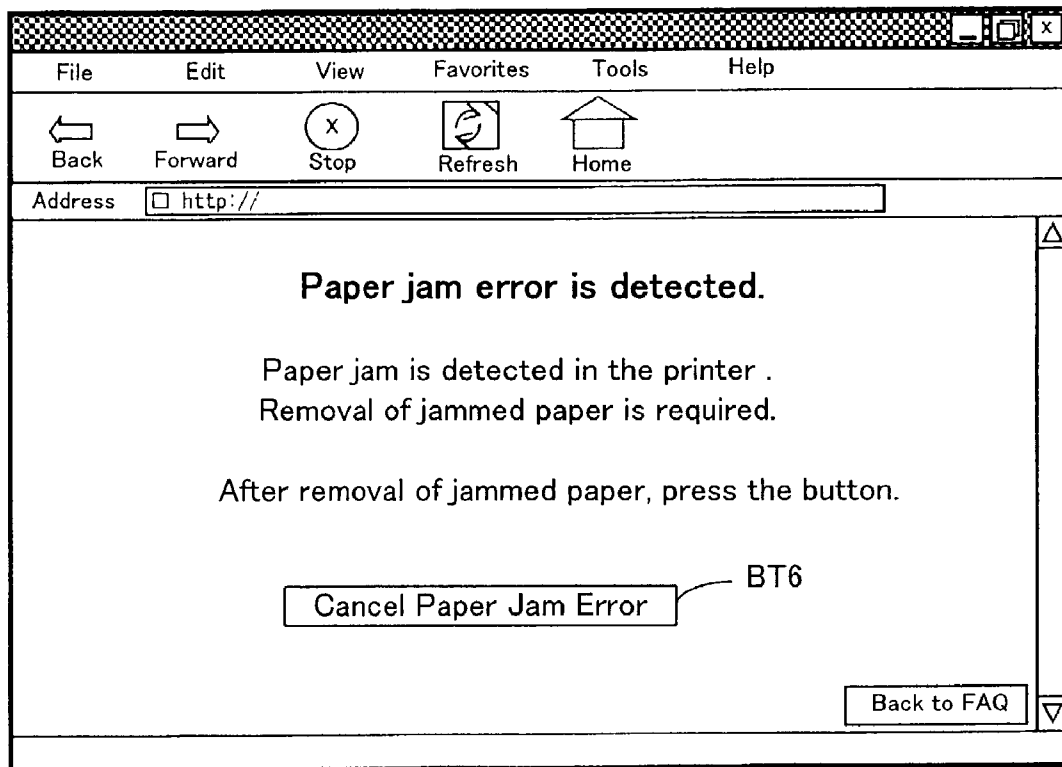 X
File Edit View Favorites Tools Help
X
Back Forward Stop Refresh Home
Address http://
Paper jam error is detected.
Paper jam is detected in the printer .
Removal of jammed paper is required.
After removal of jammed paper, press the button.
BT6
Cancel Paper Jam Error
Back to FAQ